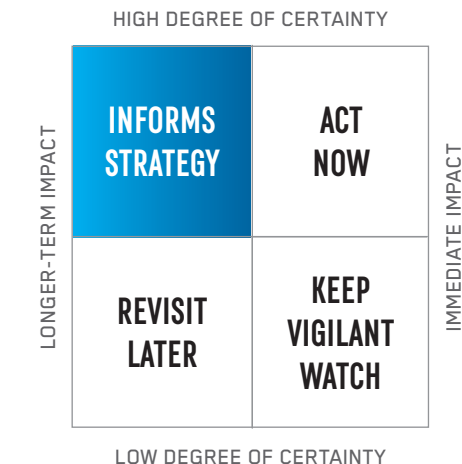 HIGH DEGREE OF CERTAINTY
LONGER-TERM IMPACT
INFORMS
STRATEGY
ACT
NOW
IMMEDIATE IMPACT
REVISIT
LATER
KEEP
VIGILANT
WATCH
LOW DEGREE OF CERTAINTY